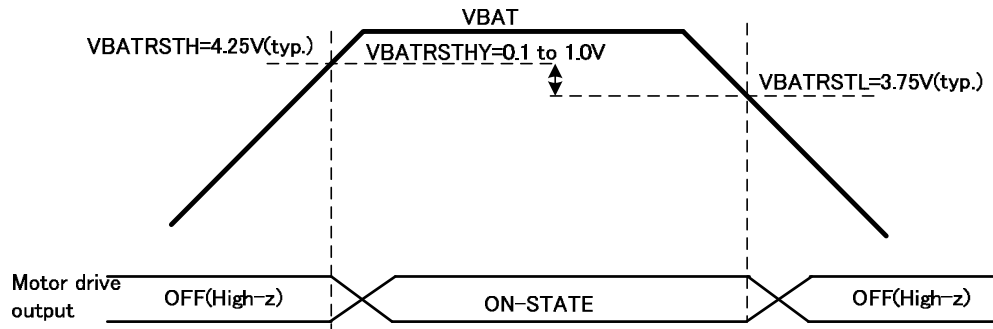 VBAT
VBATRSTH=4.25V(typ.)
VBATRSTHY=0.1 to 1.0V
VBATRSTL=3.75V(typ.)
Motor drive
output
OFF(High-z)
ON-STATE
OFF(High-z)